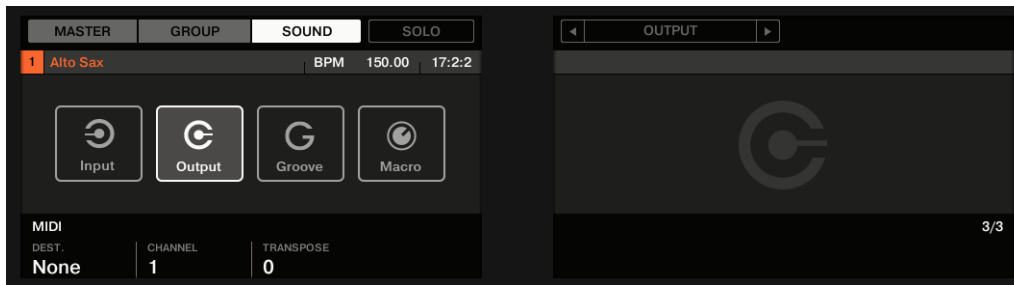 MASTER GROUP SOUND SOLO
OUTPUT
1 Alto Sax BPM 150.00 17:2:2
Input Output Groove Macro
MIDI
3/3
DEST. CHANNEL TRANSPOSE
None 1 0